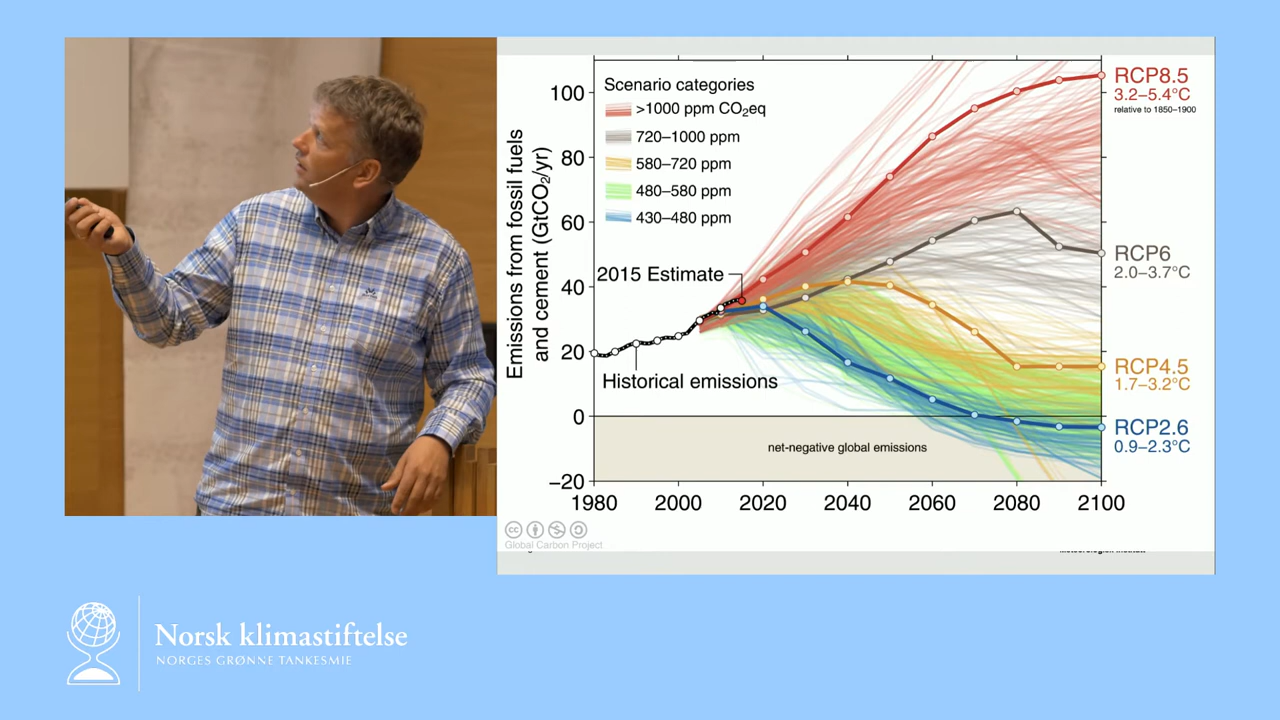 Scenario categories
>1000 ppm CO₂eq
720–1000 ppm
580–720 ppm
480–580 ppm
430–480 ppm
2015 Estimate
Historical emissions
net-negative global emissions
Emissions from fossil fuels
and cement (GtCO₂/yr)
100
80
60
40
20
0
−20
1980
2000
2020
2040
2060
2080
2100
RCP8.5
3.2–5.4°C
relative to 1850–1900
RCP6
2.0–3.7°C
RCP4.5
1.7–3.2°C
RCP2.6
0.9–2.3°C
cc
Global Carbon Project
Norsk klimastiftelse
NORGES GRØNNE TANKESMIE